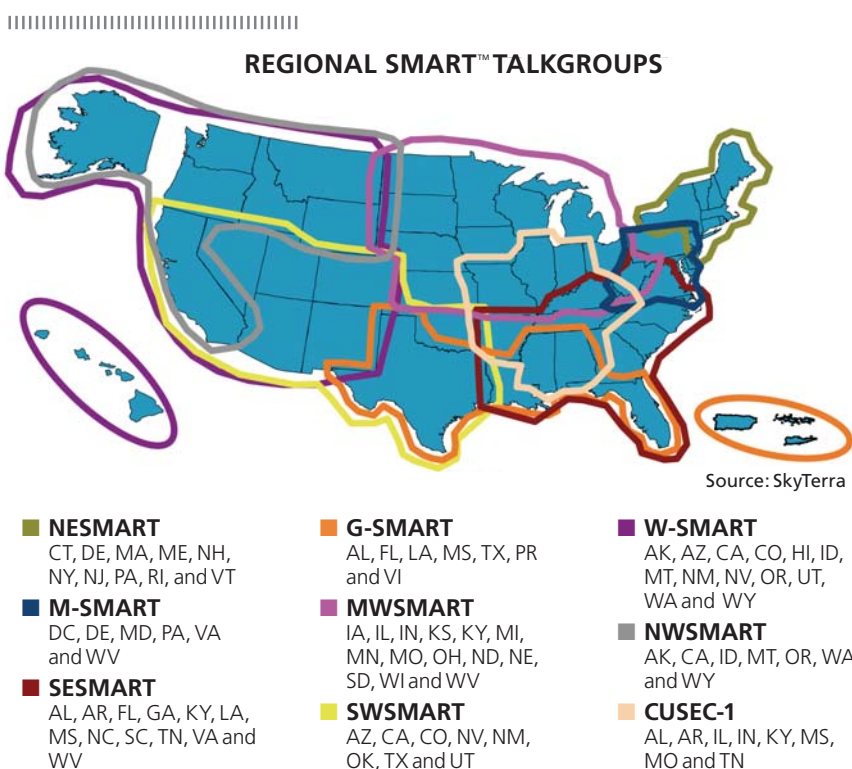 REGIONAL SMART™ TALKGROUPS
Source: SkyTerra
NESMART
CT, DE, MA, ME, NH,
NY, NJ, PA, RI, and VT
M-SMART
DC, DE, MD, PA, VA
and WV
SESMART
AL, AR, FL, GA, KY, LA,
MS, NC, SC, TN, VA and
WV
G-SMART
AL, FL, LA, MS, TX, PR
and VI
MWSMART
IA, IL, IN, KS, KY, MI,
MN, MO, OH, ND, NE,
SD, WI and WV
SWSMART
AZ, CA, CO, NV, NM,
OK, TX and UT
W-SMART
AK, AZ, CA, CO, HI, ID,
MT, NM, NV, OR, UT,
WA and WY
NWSMART
AK, CA, ID, MT, OR, WA
and WY
CUSEC-1
AL, AR, IL, IN, KY, MS,
MO and TN